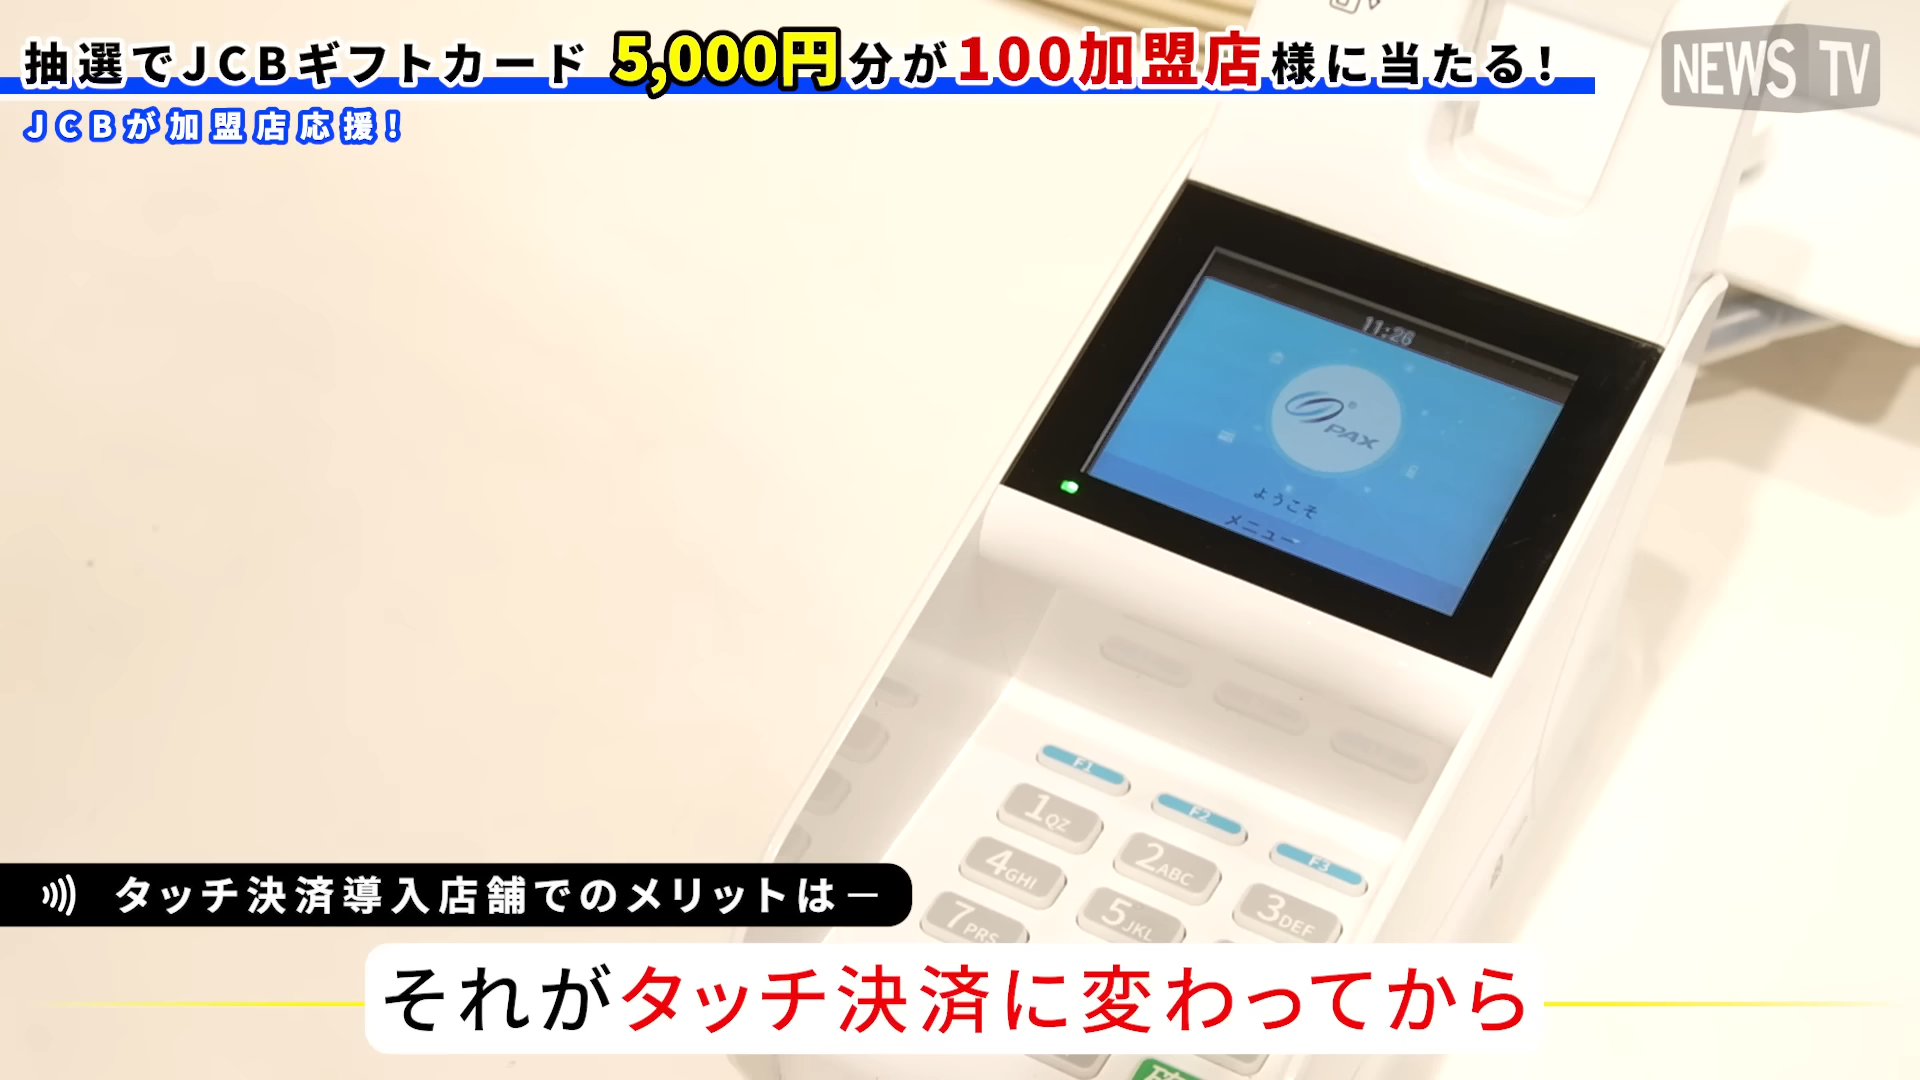 抽選でJCBギフトカード 5,000円分が100加盟店様に当たる!
NEWS TV
JCBが加盟店応援!
11:26
PAX
ようこそ
メニュー
F1
F2
F3
1QZ
2ABC
3DEF
4GHI
5JKL
7PRS
タッチ決済導入店舗でのメリットは―
それがタッチ決済に変わってから